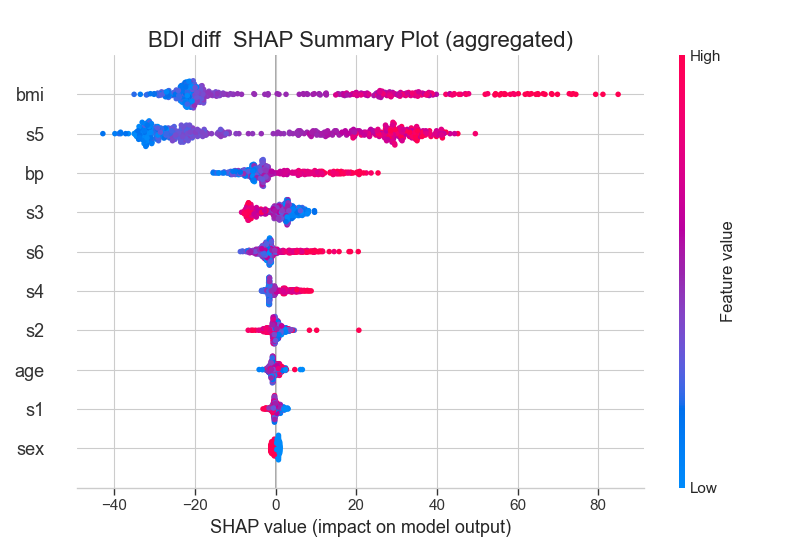 BDI diff  SHAP Summary Plot (aggregated)
High
bmi
s5
bp
s3
s6
s4
s2
age
s1
sex
Feature value
Low
−40 −20 0 20 40 60 80
SHAP value (impact on model output)